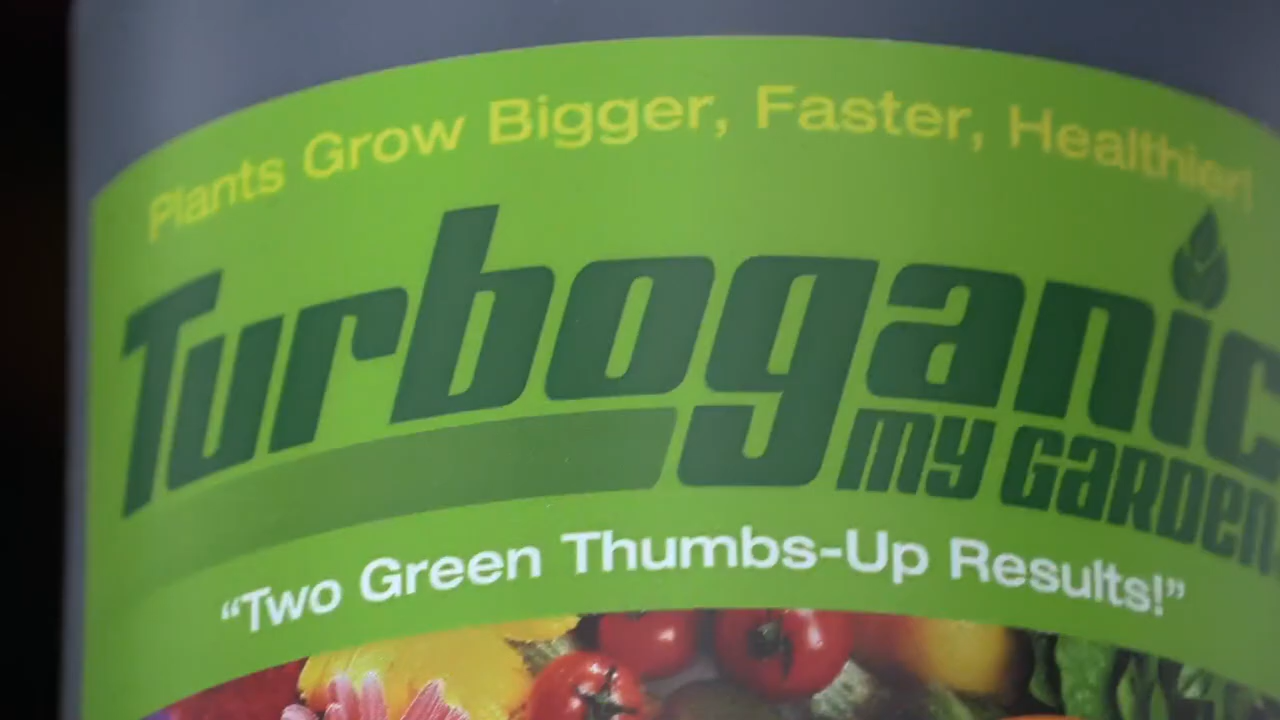 Plants Grow Bigger, Faster, Healthier!
Turboganic
my Garden
“Two Green Thumbs-Up Results!”